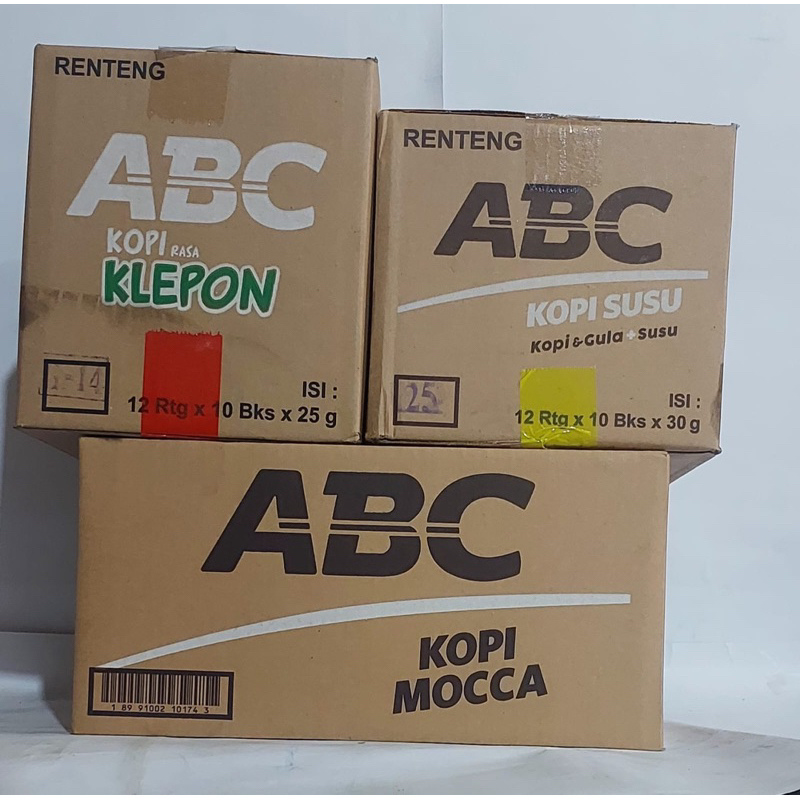 RENTENG
ABC
KOPI RASA
KLEPON
ISI :
12 Rtg x 10 Bks x 25 g
RENTENG
ABC
KOPI SUSU
Kopi & Gula + Susu
25
ISI :
12 Rtg x 10 Bks x 30 g
ABC
KOPI
MOCCA
1 89 91002 10174 3